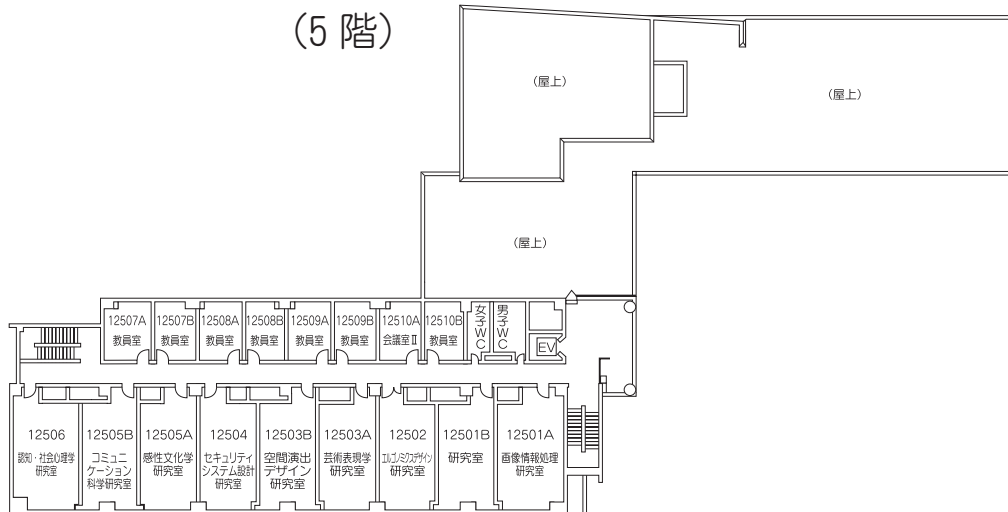 (5 階)
(屋上)
(屋上)
(屋上)
12507A
教員室
12507B
教員室
12508A
教員室
12508B
教員室
12509A
教員室
12509B
教員室
12510A
会議室Ⅱ
12510B
教員室
女子WC
男子WC
EV
12506
認知・社会心理学
研究室
12505B
コミュニ
ケーション
科学研究室
12505A
感性文化学
研究室
12504
セキュリティ
システム設計
研究室
12503B
空間演出
デザイン
研究室
12503A
芸術表現学
研究室
12502
エルゴノミクスデザイン
研究室
12501B
研究室
12501A
画像情報処理
研究室